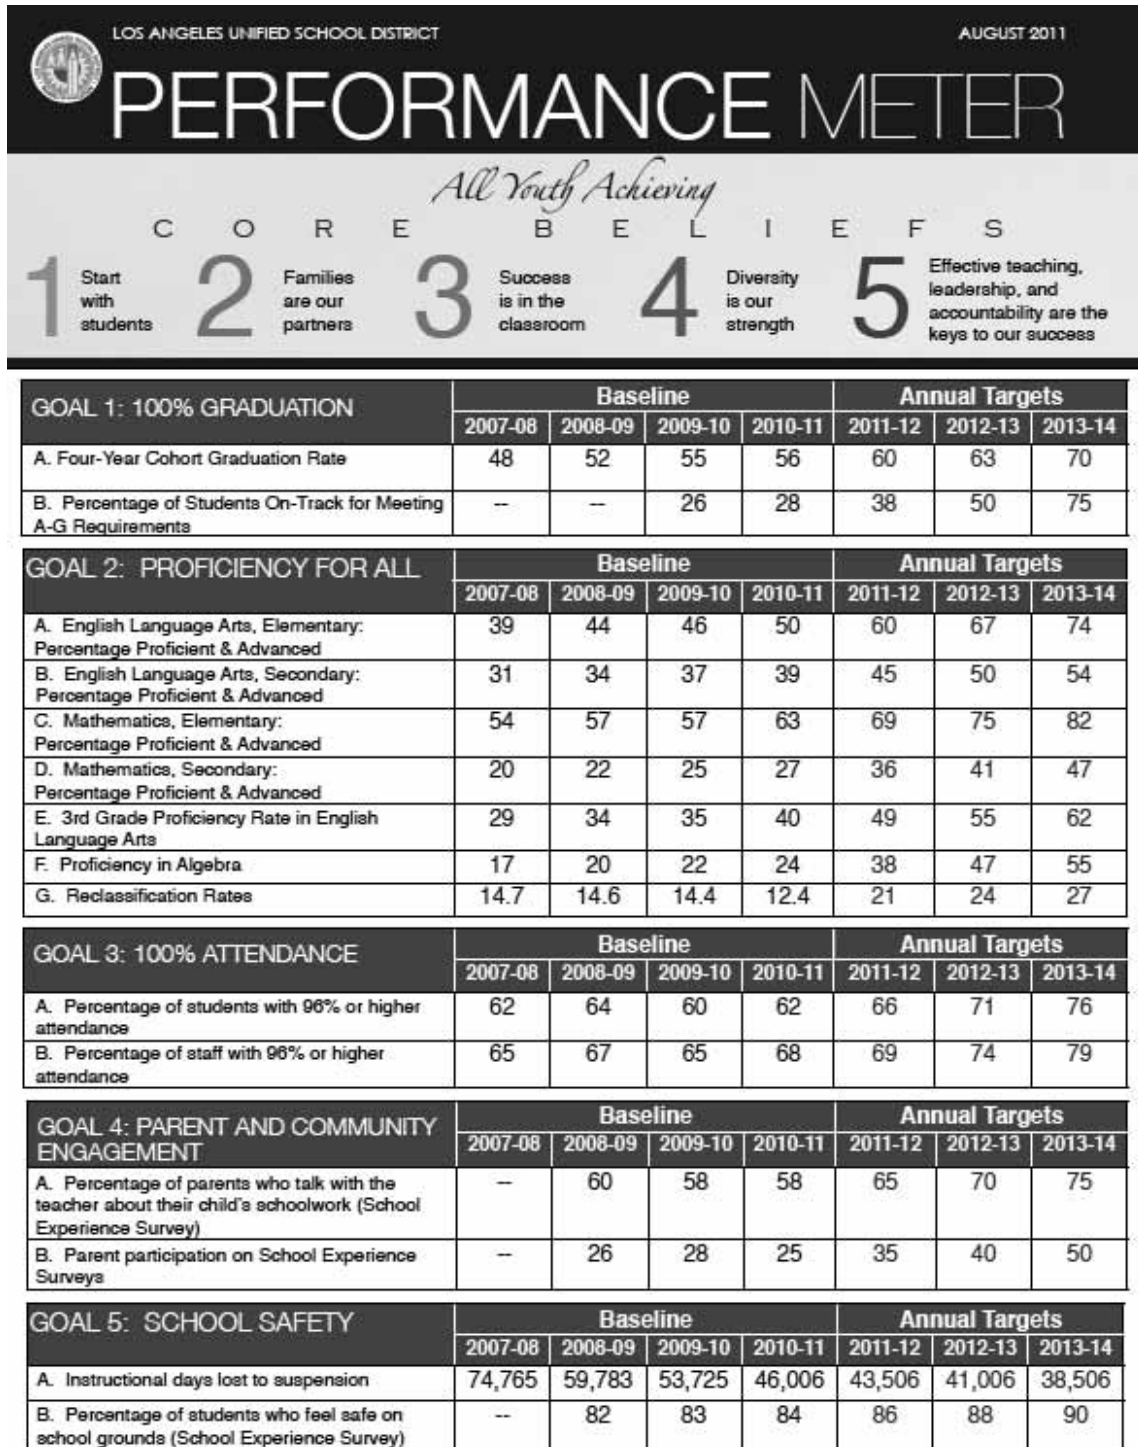 LOS ANGELES UNIFIED SCHOOL DISTRICT AUGUST 2011
PERFORMANCE METER
All Youth Achieving
CORE BELIEFS
1 Start with students
2 Families are our partners
3 Success is in the classroom
4 Diversity is our strength
5 Effective teaching, leadership, and accountability are the keys to our success
GOAL 1: 100% GRADUATION Baseline Annual Targets
2007-08 2008-09 2009-10 2010-11 2011-12 2012-13 2013-14
A. Four-Year Cohort Graduation Rate 48 52 55 56 60 63 70
B. Percentage of Students On-Track for Meeting -- -- 26 28 38 50 75
A-G Requirements
GOAL 2: PROFICIENCY FOR ALL Baseline Annual Targets
2007-08 2008-09 2009-10 2010-11 2011-12 2012-13 2013-14
A. English Language Arts, Elementary: 39 44 46 50 60 67 74
Percentage Proficient & Advanced
B. English Language Arts, Secondary: 31 34 37 39 45 50 54
Percentage Proficient & Advanced
C. Mathematics, Elementary: 54 57 57 63 69 75 82
Percentage Proficient & Advanced
D. Mathematics, Secondary: 20 22 25 27 36 41 47
Percentage Proficient & Advanced
E. 3rd Grade Proficiency Rate in English 29 34 35 40 49 55 62
Language Arts
F. Proficiency in Algebra 17 20 22 24 38 47 55
G. Reclassification Rates 14.7 14.6 14.4 12.4 21 24 27
GOAL 3: 100% ATTENDANCE Baseline Annual Targets
2007-08 2008-09 2009-10 2010-11 2011-12 2012-13 2013-14
A. Percentage of students with 96% or higher 62 64 60 62 66 71 76
attendance
B. Percentage of staff with 96% or higher 65 67 65 68 69 74 79
attendance
GOAL 4: PARENT AND COMMUNITY Baseline Annual Targets
ENGAGEMENT 2007-08 2008-09 2009-10 2010-11 2011-12 2012-13 2013-14
A. Percentage of parents who talk with the -- 60 58 58 65 70 75
teacher about their child's schoolwork (School
Experience Survey)
B. Parent participation on School Experience -- 26 28 25 35 40 50
Surveys
GOAL 5: SCHOOL SAFETY Baseline Annual Targets
2007-08 2008-09 2009-10 2010-11 2011-12 2012-13 2013-14
A. Instructional days lost to suspension 74,765 59,783 53,725 46,006 43,506 41,006 38,506
B. Percentage of students who feel safe on -- 82 83 84 86 88 90
school grounds (School Experience Survey)